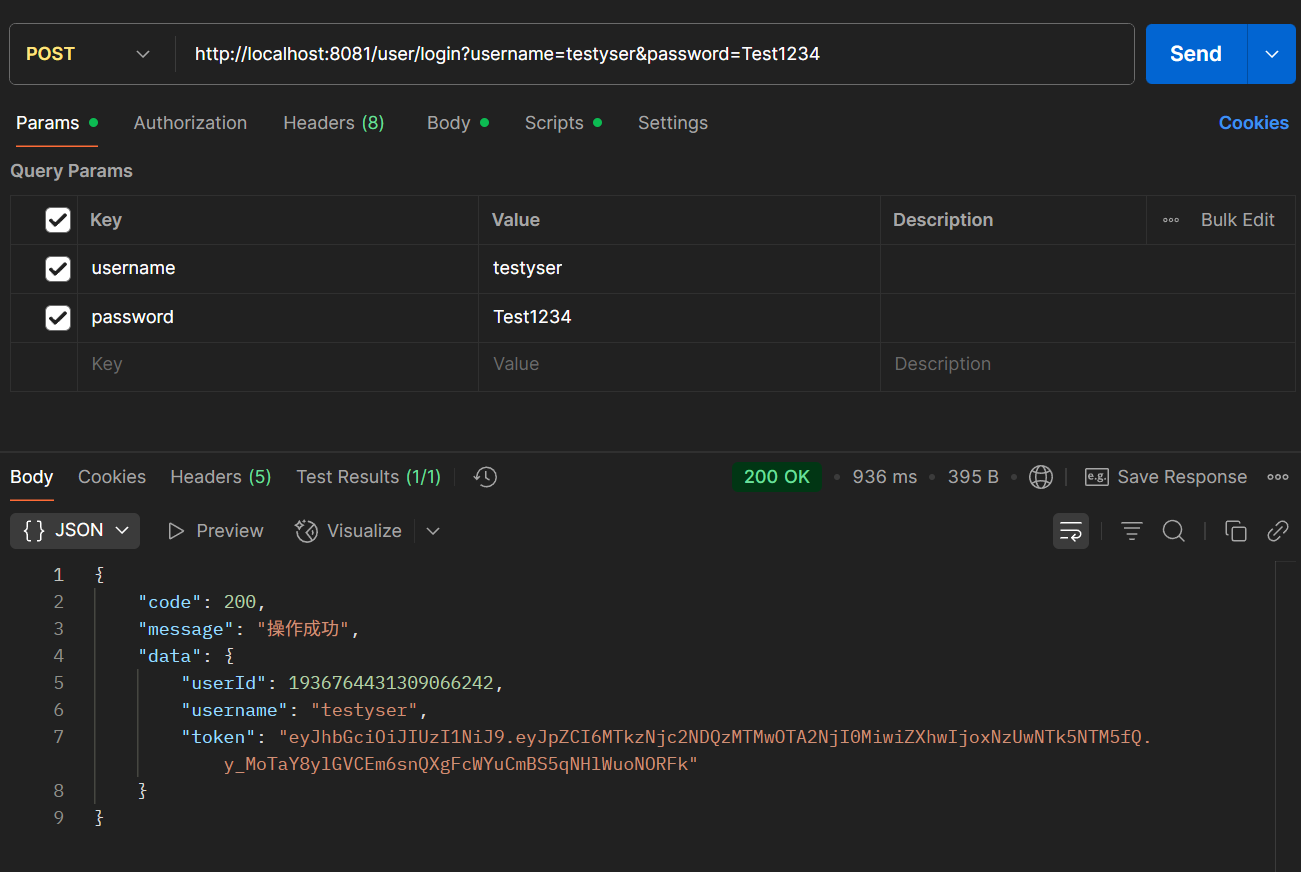 POST http://localhost:8081/user/login?username=testyser&password=Test1234 Send
Params Authorization Headers (8) Body Scripts Settings Cookies
Query Params
Key Value Description Bulk Edit
username testyser
password Test1234
Key Value Description
Body Cookies Headers (5) Test Results (1/1) 200 OK 936 ms 395 B e.g. Save Response
{} JSON Preview Visualize
1 {
2 "code": 200,
3 "message": "操作成功",
4 "data": {
5 "userId": 1936764431309066242,
6 "username": "testyser",
7 "token": "eyJhbGciOiJIUzI1NiJ9.eyJpZCI6MTkzNjc2NDQzMTMwOTA2NjI0MiwiZXhwIjoxNzUwNTk5NTM5fQ.
y_MoTaY8ylGVCEm6snQXgFcWYuCmBS5qNHlWuoNORFk"
8 }
9 }